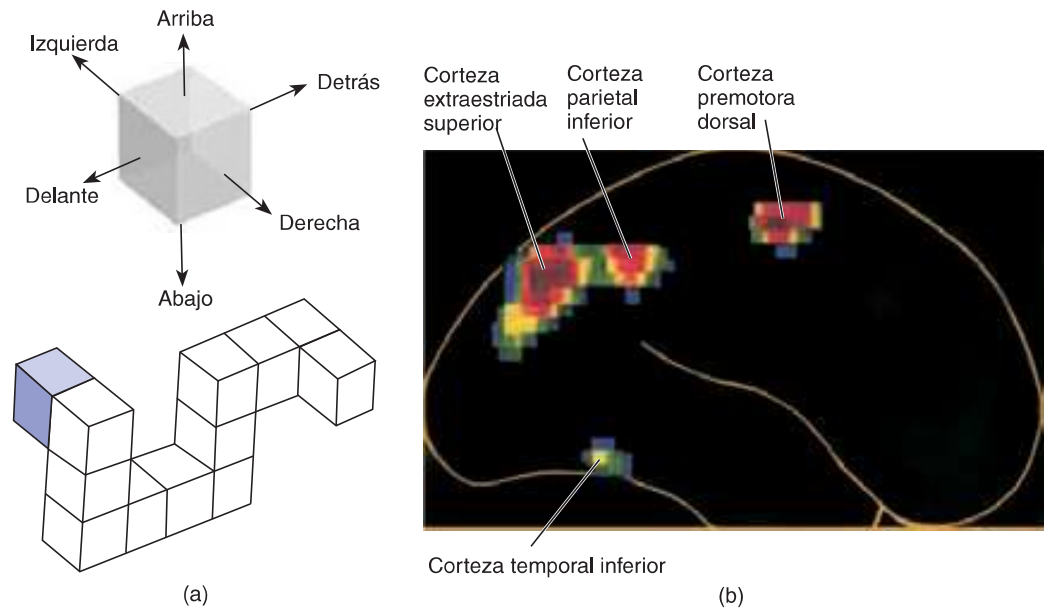 (a)
Arriba
Izquierda
Detrás
Delante
Derecha
Abajo
Corteza
extraestriada
superior
Corteza
parietal
inferior
Corteza
premotora
dorsal
Corteza temporal inferior
(a)
(b)